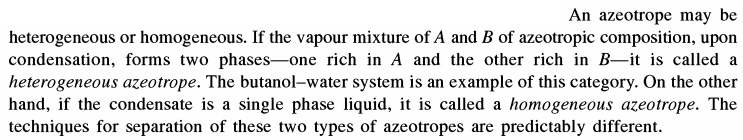 An azeotrope may be
heterogeneous or homogeneous. If the vapour mixture of A and B of azeotropic composition, upon
condensation, forms two phases—one rich in A and the other rich in B—it is called a
heterogeneous azeotrope. The butanol–water system is an example of this category. On the other
hand, if the condensate is a single phase liquid, it is called a homogeneous azeotrope. The
techniques for separation of these two types of azeotropes are predictably different.